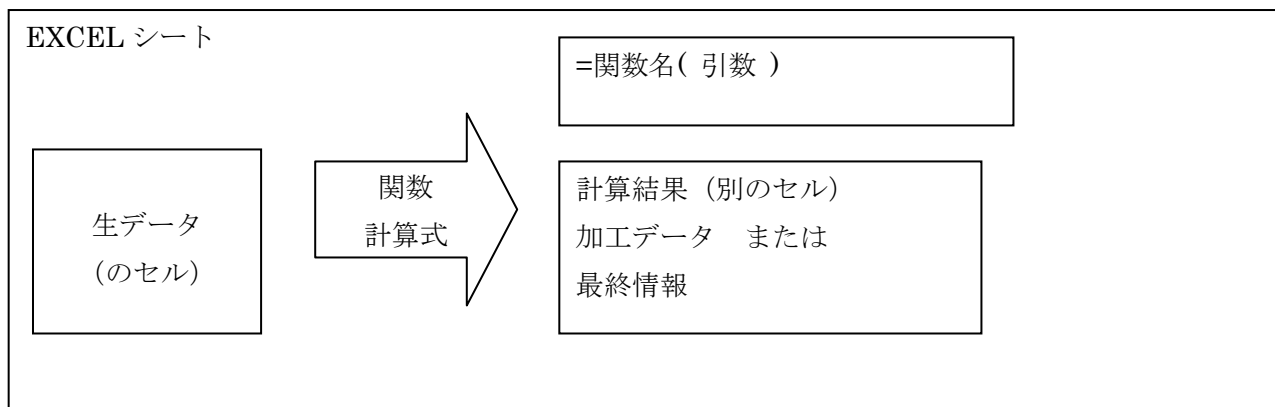 EXCEL シート
=関数名( 引数 )
生データ
(のセル)
関数
計算式
計算結果（別のセル）
加工データ　または
最終情報